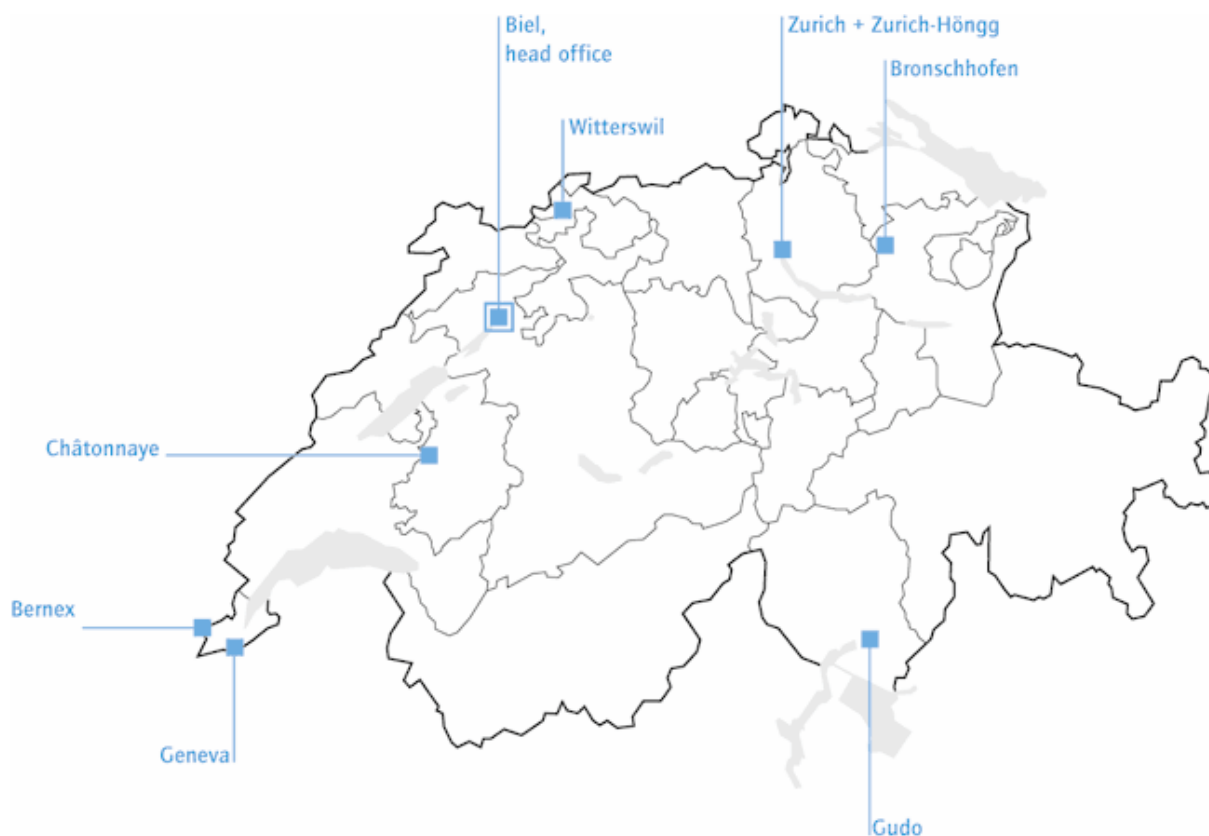 Biel,
head office
Zurich + Zurich-Höngg
Bronschhofen
Witterswil
Châtonnaye
Bernex
Geneva
Gudo